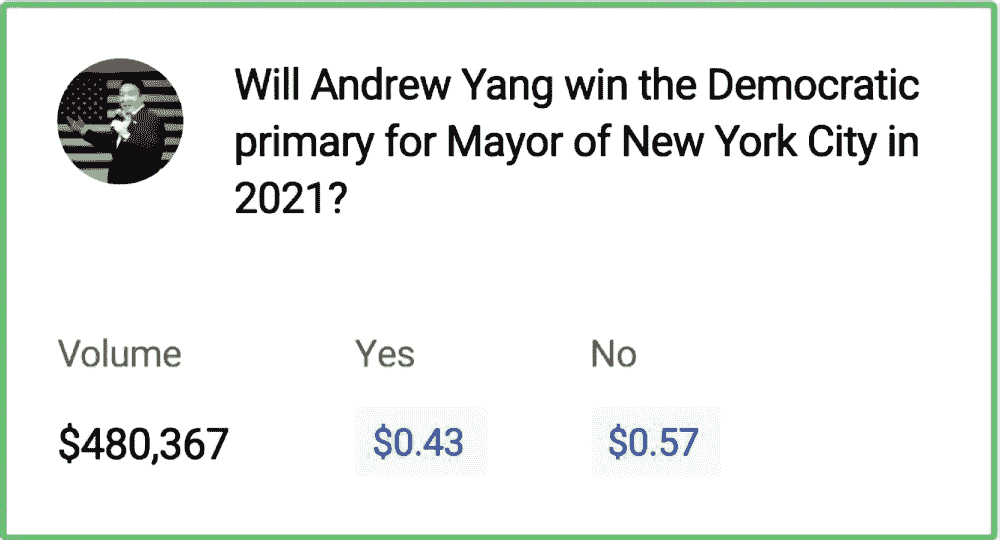 Will Andrew Yang win the Democratic
primary for Mayor of New York City in
2021?
Volume Yes No
$480,367 $0.43 $0.57